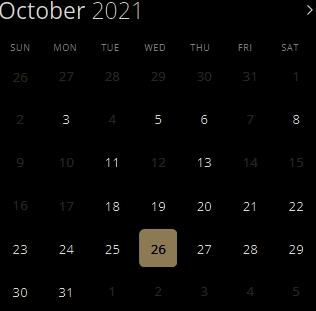 October 2021
SUN MON TUE WED THU FRI SAT
26 27 28 29 30 31 1
2 3 4 5 6 7 8
9 10 11 12 13 14 15
16 17 18 19 20 21 22
23 24 25 26 27 28 29
30 31 1 2 3 4 5